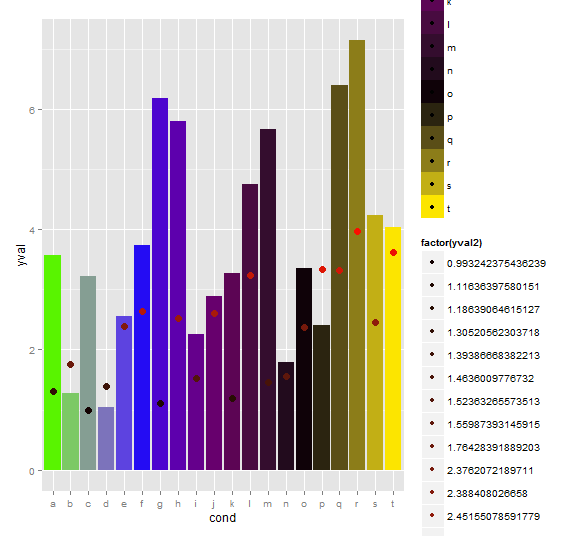 k
l
m
n
o
p
q
r
s
t
factor(yval2)
0.993242375436239
1.11636397580151
1.18639064615127
1.30520562303718
1.39386668382213
1.4636009776732
1.52363265573513
1.55987393145915
1.76428391889203
2.3762072189711
2.388408026658
2.45155078591779
yval
6
4
2
0
a b c d e f g h i j k l m n o p q r s t
cond